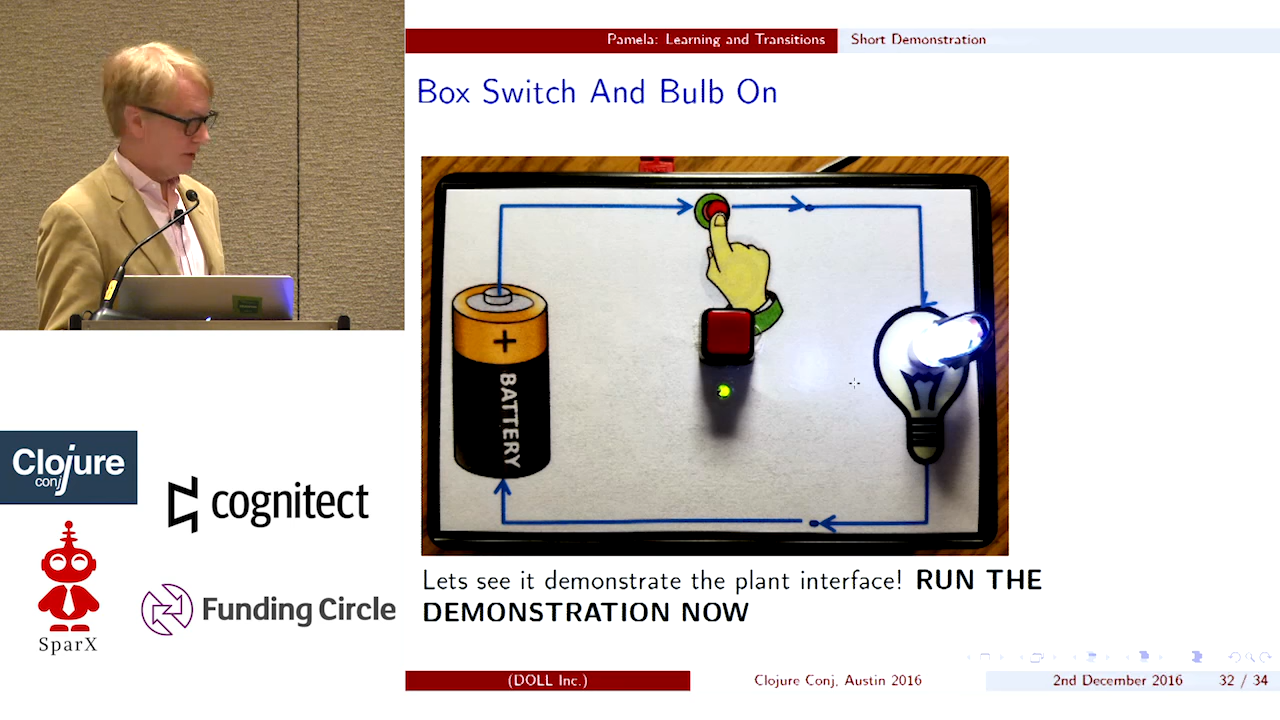 Pamela: Learning and Transitions
Short Demonstration
Box Switch And Bulb On
+
BATTERY
Lets see it demonstrate the plant interface! RUN THE
DEMONSTRATION NOW
Clojure
conj
cognitect
SparX
Funding Circle
(DOLL Inc.)
Clojure Conj, Austin 2016
2nd December 2016
32 / 34